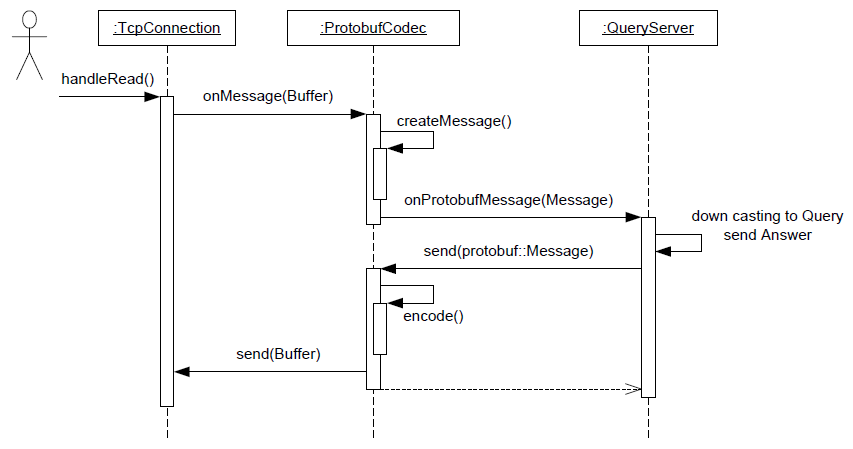 :TcpConnection
:ProtobufCodec
:QueryServer
handleRead()
onMessage(Buffer)
createMessage()
onProtobufMessage(Message)
down casting to Query
send Answer
send(protobuf::Message)
encode()
send(Buffer)